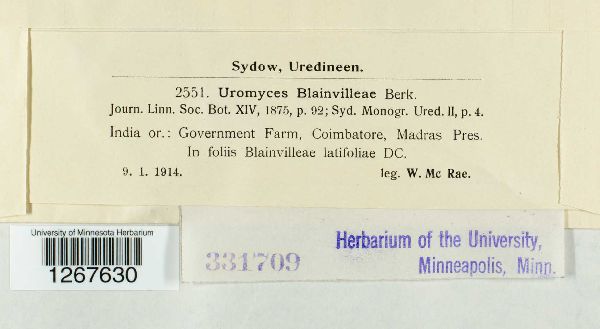 Sydow, Uredineen.
2551. Uromyces Blainvilleae Berk.
Journ. Linn. Soc. Bot. XIV, 1875, p. 92; Syd. Monogr. Ured. II, p. 4.
India or.: Government Farm, Coimbatore, Madras Pres.
In foliis Blainvilleae latifoliae DC.
9. 1. 1914. leg. W. Mc Rae.
University of Minnesota Herbarium
1267630
331709
Herbarium of the University,
Minneapolis, Minn.